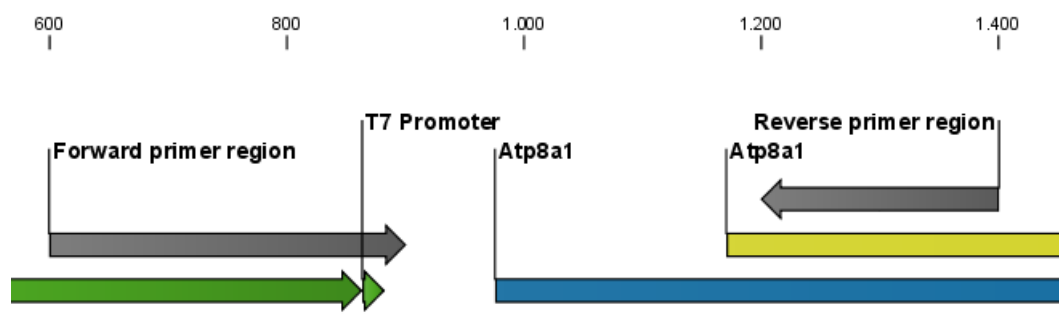 600 800 1.000 1.200 1.400
T7 Promoter Reverse primer region
Forward primer region Atp8a1 Atp8a1